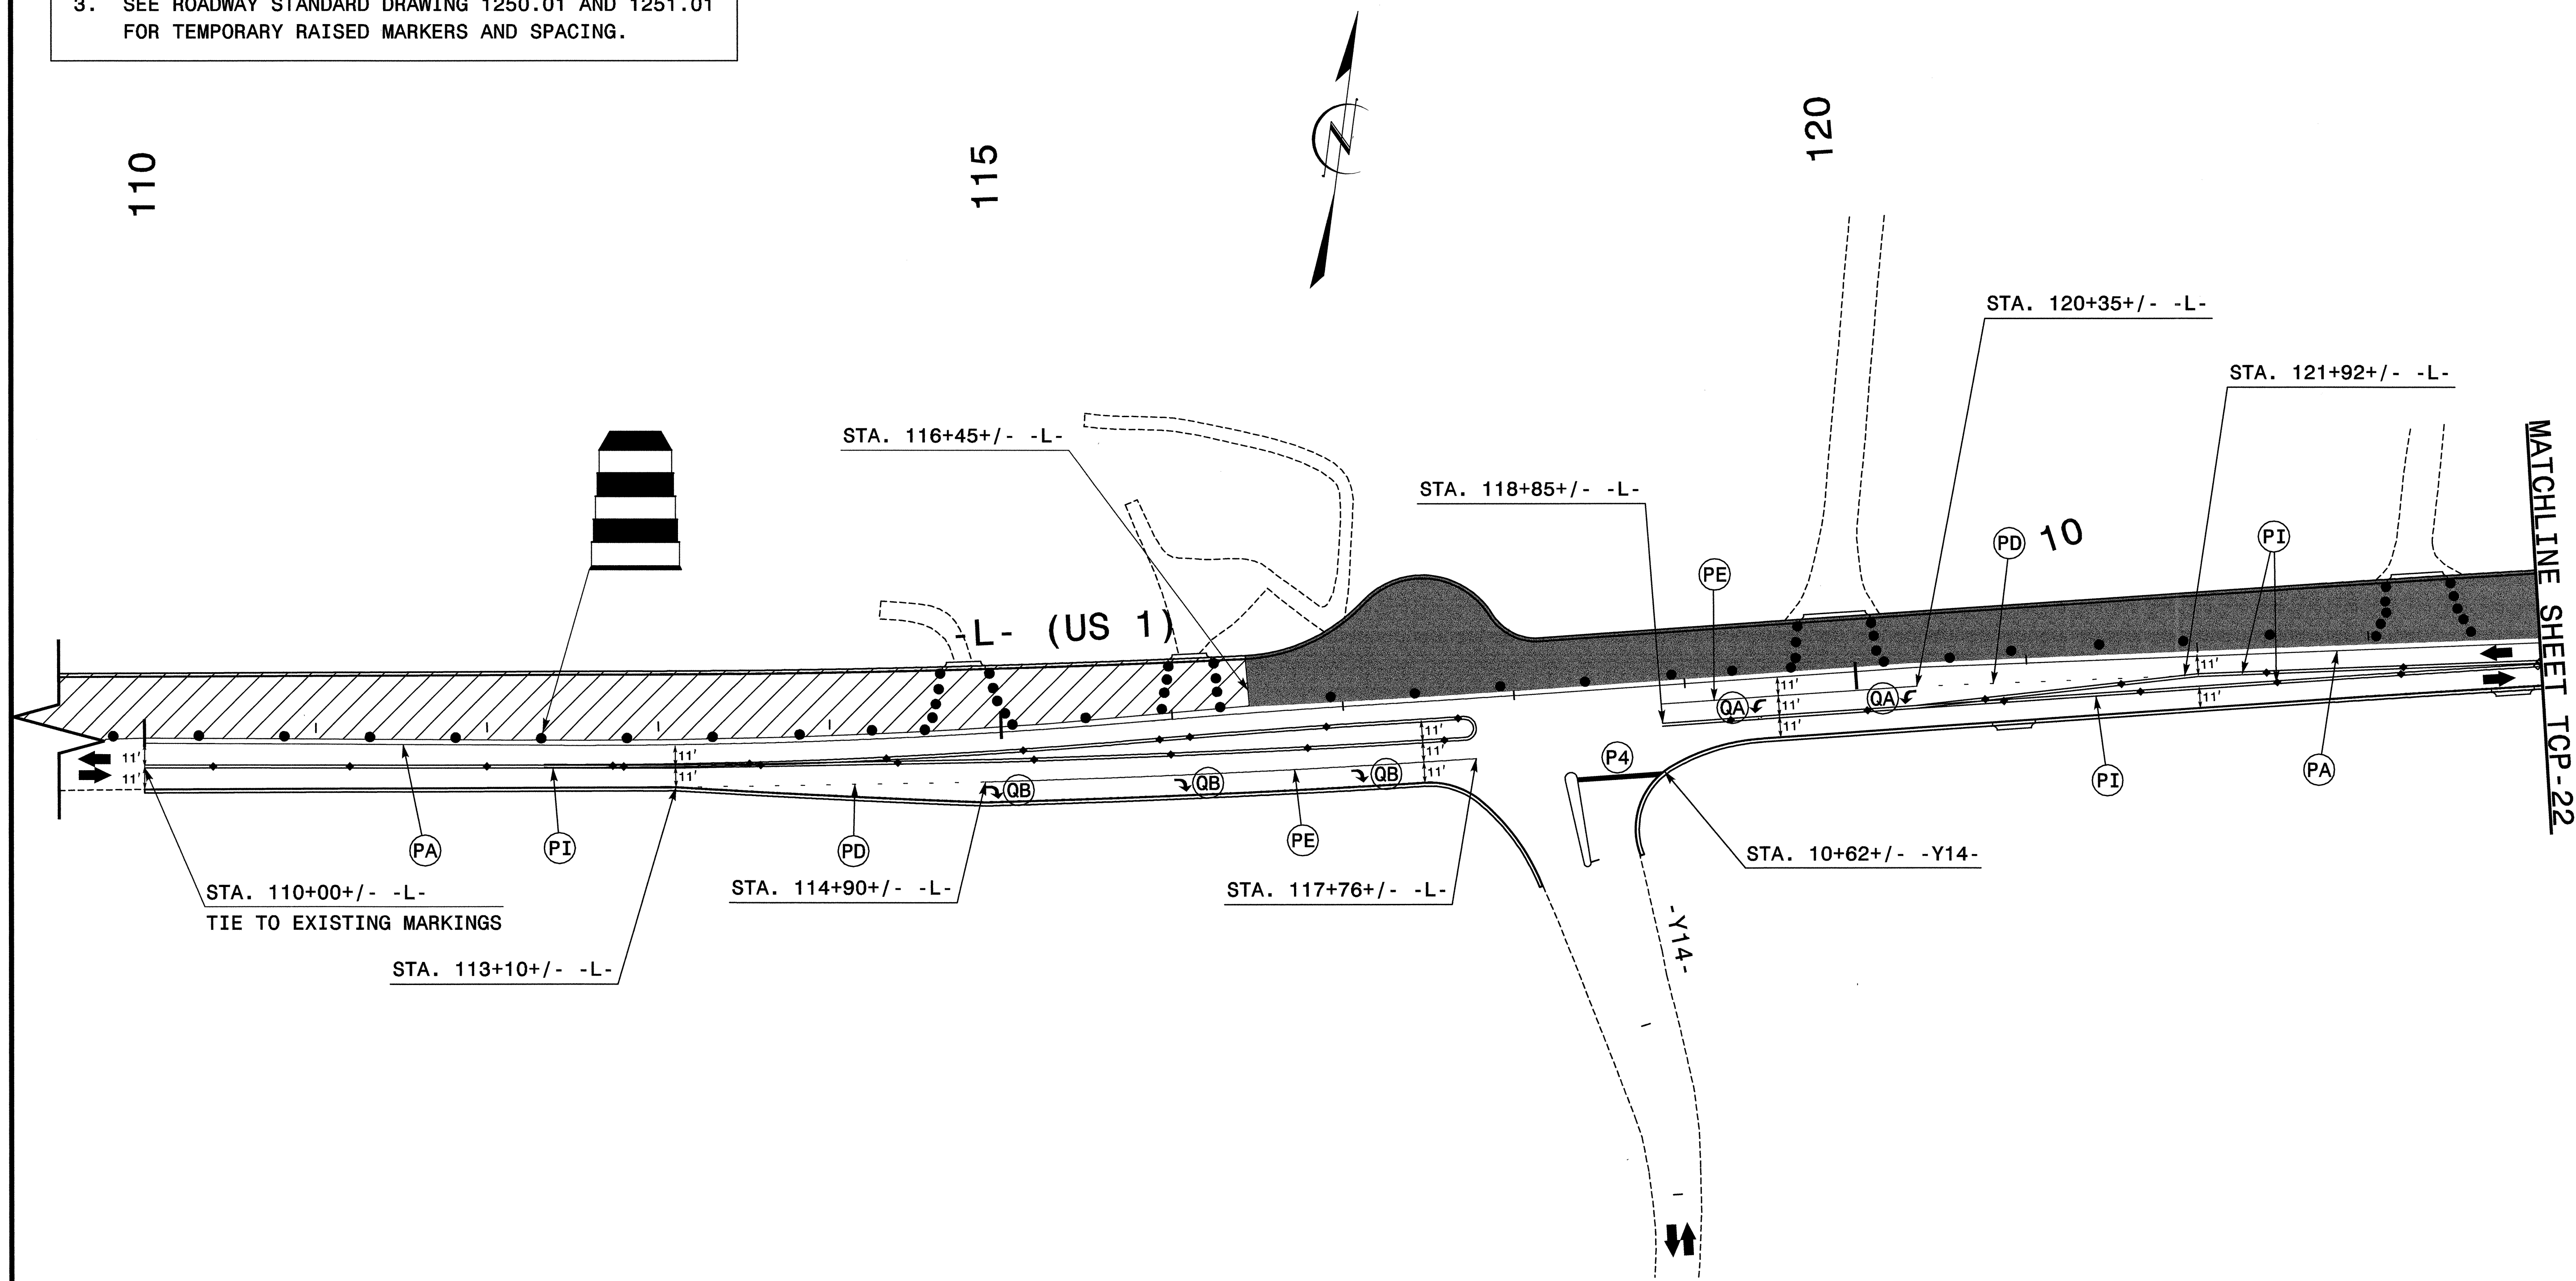 3. SEE ROADWAY STANDARD DRAWING 1250.01 AND 1251.01
FOR TEMPORARY RAISED MARKERS AND SPACING.
110
115
120
N
STA. 120+35+/- -L-
STA. 121+92+/- -L-
STA. 116+45+/- -L-
STA. 118+85+/- -L-
MATCHLINE SHEET TCP-22
10
PD
PI
PE
-L- (US 1)
QA
QA
11'
11'
11'
11'
11'
11'
11'
11'
11'
11'
11'
11'
QB
QB
QB
P4
PA
PI
PA
PI
PD
PE
STA. 10+62+/- -Y14-
STA. 110+00+/- -L-
TIE TO EXISTING MARKINGS
STA. 114+90+/- -L-
STA. 117+76+/- -L-
STA. 113+10+/- -L-
-Y14-